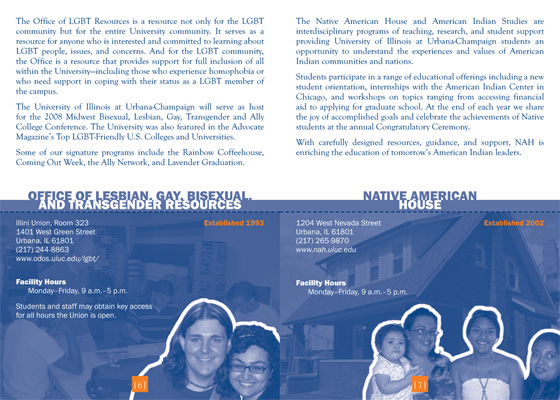 The Office of LGBT Resources is a resource not only for the LGBT
community but for the entire University community. It serves as a
resource for anyone who is interested and committed to learning about
LGBT people, issues, and concerns. And for the LGBT community,
the Office is a resource that provides support for full inclusion of all
within the University—including those who experience homophobia or
who need support in coping with their status as a LGBT member of
the campus.
The University of Illinois at Urbana-Champaign will serve as host
for the 2008 Midwest Bisexual, Lesbian, Gay, Transgender and Ally
College Conference. The University was also featured in the Advocate
Magazine's Top LGBT-Friendly U.S. Colleges and Universities.
Some of our signature programs include the Rainbow Coffeehouse,
Coming Out Week, the Ally Network, and Lavender Graduation.
OFFICE OF LESBIAN, GAY, BISEXUAL,
AND TRANSGENDER RESOURCES
Illini Union, Room 323
1401 West Green Street
Urbana, IL 61801
(217) 244-8863
www.odos.uiuc.edu/lgbt/
Established 1993
Facility Hours
Monday–Friday, 9 a.m.–5 p.m.
Students and staff may obtain key access
for all hours the Union is open.
[6]
The Native American House and American Indian Studies are
interdisciplinary programs of teaching, research, and student support
providing University of Illinois at Urbana-Champaign students an
opportunity to understand the experiences and values of American
Indian communities and nations.
Students participate in a range of educational offerings including a new
student orientation, internships with the American Indian Center in
Chicago, and workshops on topics ranging from accessing financial
aid to applying for graduate school. At the end of each year we share
the joy of accomplished goals and celebrate the achievements of Native
students at the annual Congratulatory Ceremony.
With carefully designed resources, guidance, and support, NAH is
enriching the education of tomorrow's American Indian leaders.
NATIVE AMERICAN
HOUSE
1204 West Nevada Street
Urbana, IL 61801
(217) 265-9870
www.nah.uiuc.edu
Established 2002
Facility Hours
Monday–Friday, 9 a.m.–5 p.m.
[7]